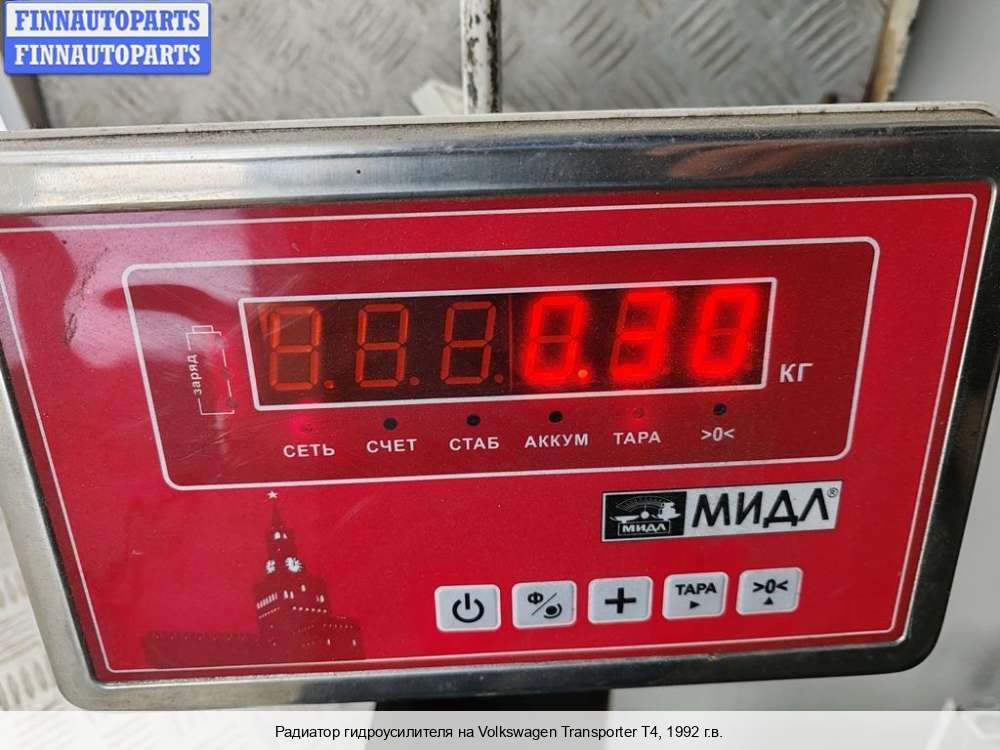 FINNAUTOPARTS
FINNAUTOPARTS
заряд
0.30
КГ
СЕТЬ СЧЕТ СТАБ АККУМ ТАРА >0<
МИДЛ МИДЛ®
Ф ТАРА >0<
Радиатор гидроусилителя на Volkswagen Transporter T4, 1992 г.в.